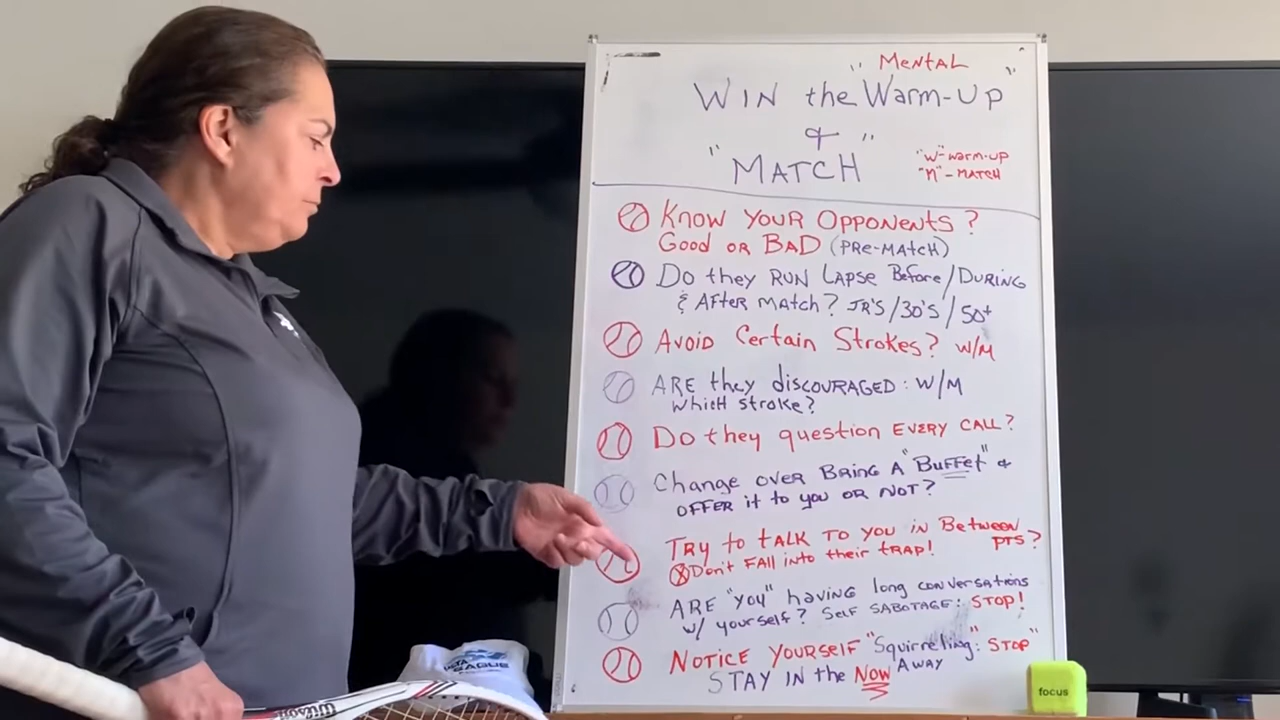 "Mental"
WIN the "Warm-Up
& "
"MATCH
"W"-warm-up
"M"-MATCH
Know YOUR OPPONENTS?
Good OR BAD (PRE-MATCH)
Do they RUN LAPSE Before/DURING
& AFter match? JR'S/30'S/50+
AVOID Certain Strokes? W/M
ARE they discouraged: W/M
which stroke?
Do they question EVERY CALL?
Change over BRING A "BuFFet" &
OFFER it to you OR NOT?
TRY to tALK TO YOU iN BetweeN
PTS?
Don't FAll into their tRAP!
ARE "you" having long conversations
w/ yourself? Self SABOTAGE: STOP!
NOTICE YOURSElF "Squirreling:" STOP"
STAY IN the Now AWAY
focus
LEAGUE
Wilson